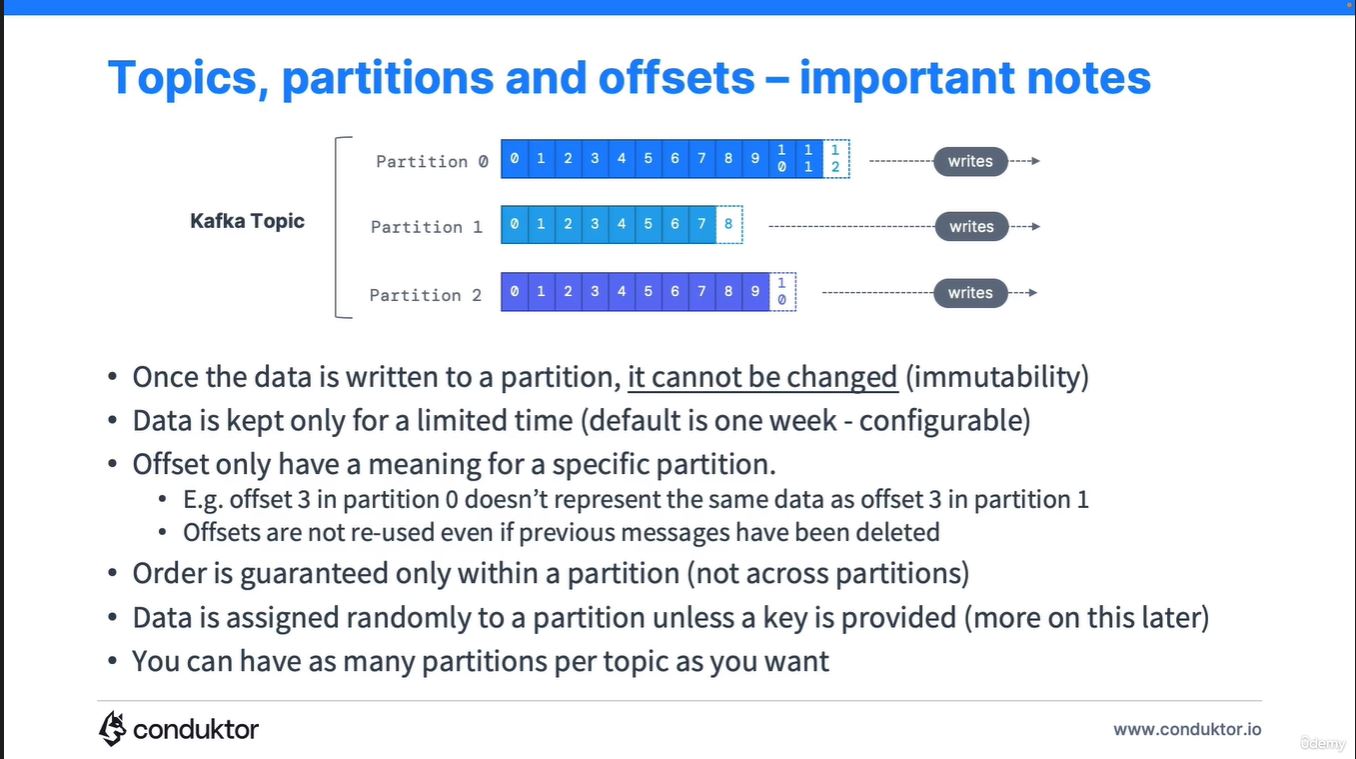 Topics, partitions and offsets – important notes
Kafka Topic
Partition 0
0 1 2 3 4 5 6 7 8 9 10 11 12
writes
Partition 1
0 1 2 3 4 5 6 7 8
writes
Partition 2
0 1 2 3 4 5 6 7 8 9 10
writes
• Once the data is written to a partition, it cannot be changed (immutability)
• Data is kept only for a limited time (default is one week - configurable)
• Offset only have a meaning for a specific partition.
• E.g. offset 3 in partition 0 doesn’t represent the same data as offset 3 in partition 1
• Offsets are not re-used even if previous messages have been deleted
• Order is guaranteed only within a partition (not across partitions)
• Data is assigned randomly to a partition unless a key is provided (more on this later)
• You can have as many partitions per topic as you want
conduktor
www.conduktor.io
ûdemy